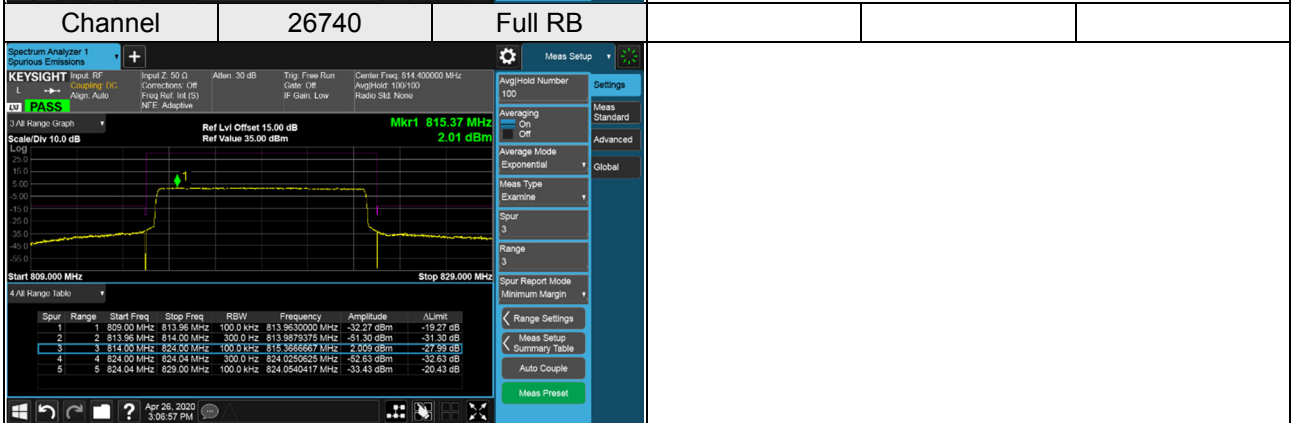 Channel 26740 Full RB
Spectrum Analyzer 1
Spurious Emissions
Meas Setup
KEYSIGHT
L
LXI
PASS
Input: RF
Coupling: DC
Align: Auto
Input Z: 50 Ω
Corrections: Off
Freq Ref: Int (S)
NFE: Adaptive
Atten: 30 dB
Trig: Free Run
Gate: Off
IF Gain: Low
Center Freq: 814.400000 MHz
Avg|Hold: 100/100
Radio Std: None
3 All Range Graph
Scale/Div 10.0 dB
Ref Lvl Offset 15.00 dB
Ref Value 35.00 dBm
Mkr1 815.37 MHz
2.01 dBm
Log
25.0
15.0
5.00
-5.00
-15.0
-25.0
-35.0
-45.0
-55.0
1
Start 809.000 MHz
Stop 829.000 MHz
4 All Range Table
Spur Range Start Freq Stop Freq RBW Frequency Amplitude ΔLimit
1 1 809.00 MHz 813.96 MHz 100.0 kHz 813.9630000 MHz -32.27 dBm -19.27 dB
2 2 813.96 MHz 814.00 MHz 300.0 Hz 813.9879375 MHz -51.30 dBm -31.30 dB
3 3 814.00 MHz 824.00 MHz 100.0 kHz 815.3666667 MHz 2.009 dBm -27.99 dB
4 4 824.00 MHz 824.04 MHz 300.0 Hz 824.0250625 MHz -52.63 dBm -32.63 dB
5 5 824.04 MHz 829.00 MHz 100.0 kHz 824.0540417 MHz -33.43 dBm -20.43 dB
Apr 26, 2020
3:06:57 PM
Avg|Hold Number
100
Averaging
On
Off
Average Mode
Exponential
Meas Type
Examine
Spur
3
Range
3
Spur Report Mode
Minimum Margin
Range Settings
Meas Setup
Summary Table
Auto Couple
Meas Preset
Settings
Meas
Standard
Advanced
Global